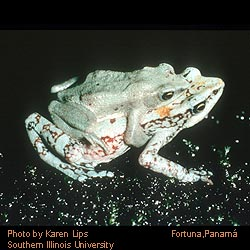 Photo by Karen Lips
Southern Illinois University
Fortuna, Panamá